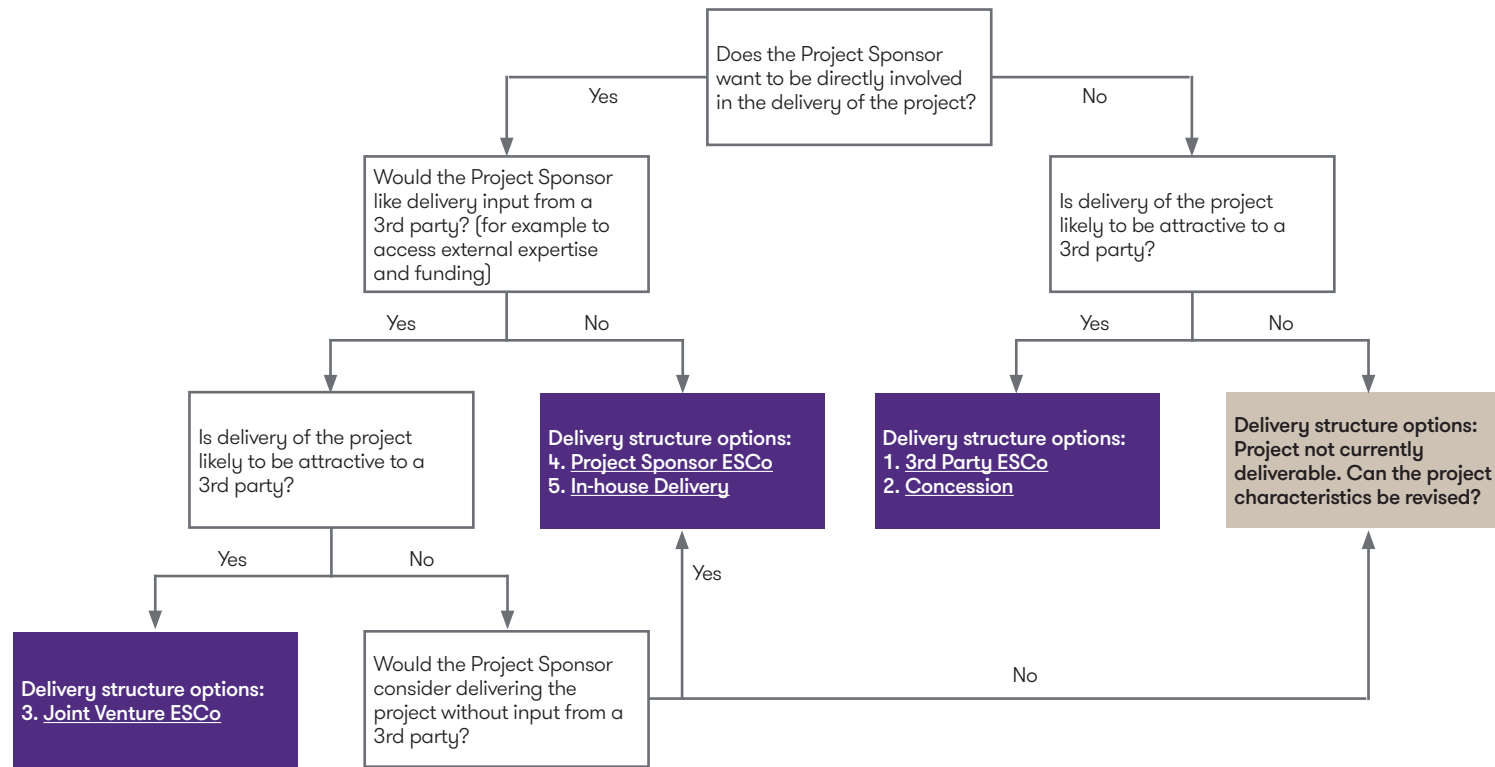 Does the Project Sponsor
want to be directly involved
in the delivery of the project?
Yes
No
Would the Project Sponsor
like delivery input from a
3rd party? (for example to
access external expertise
and funding)
Is delivery of the project
likely to be attractive to a
3rd party?
Yes
No
Yes
No
Is delivery of the project
likely to be attractive to a
3rd party?
Delivery structure options:
4. Project Sponsor ESCo
5. In-house Delivery
Delivery structure options:
1. 3rd Party ESCo
2. Concession
Delivery structure options:
Project not currently
deliverable. Can the project
characteristics be revised?
Yes
No
Yes
Delivery structure options:
3. Joint Venture ESCo
Would the Project Sponsor
consider delivering the
project without input from a
3rd party?
No